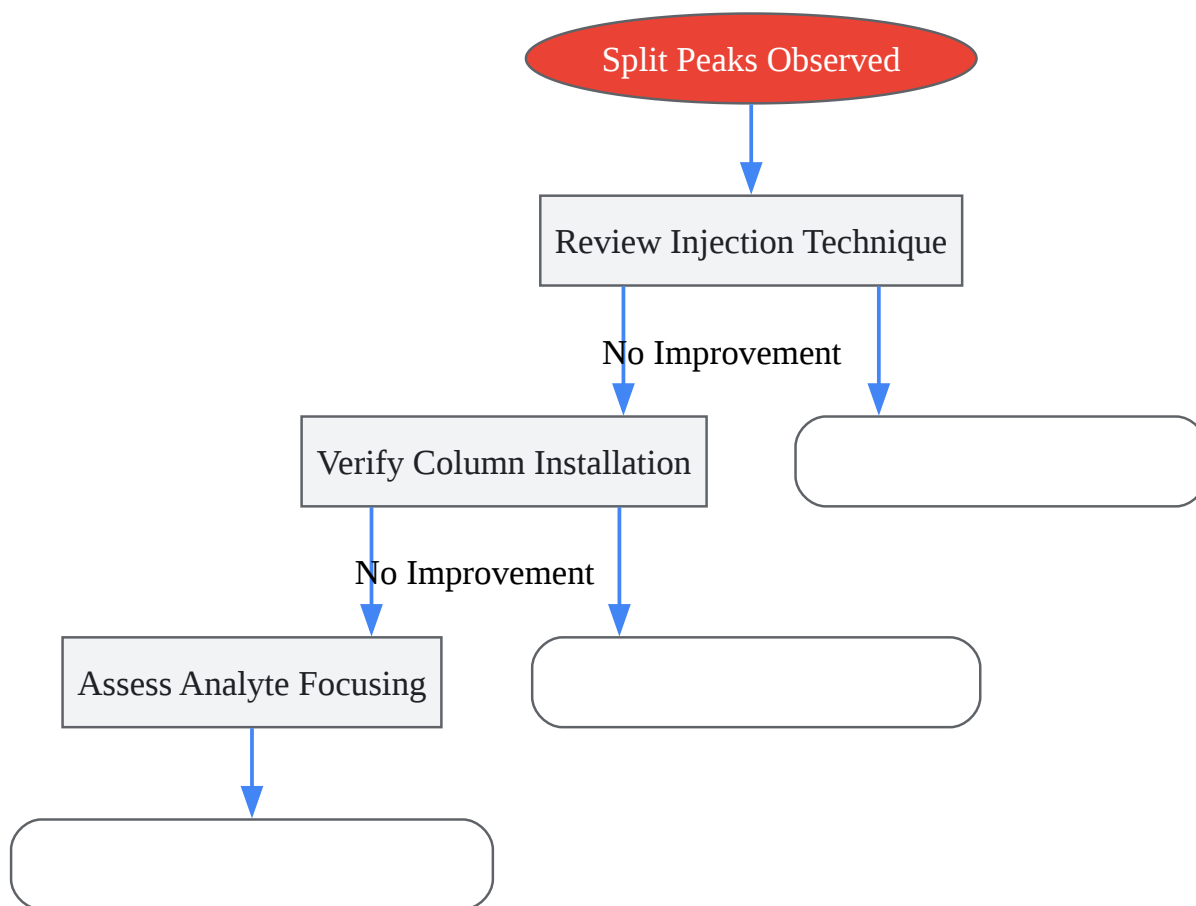 Split Peaks Observed
Review Injection Technique
No Improvement
Verify Column Installation
No Improvement
Assess Analyte Focusing